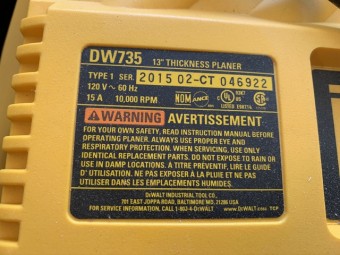 DW735 13" THICKNESS PLANER
TYPE 1 SER. 2015 02-CT 046922
120 V ~ 60 Hz
15 A 10,000 RPM
NOM ANCE UL US
WARNING AVERTISSEMENT
FOR YOUR OWN SAFETY, READ INSTRUCTION MANUAL BEFORE
OPERATING PLANER. ALWAYS USE PROPER EYE AND
RESPIRATORY PROTECTION. WHEN SERVICING, USE ONLY
IDENTICAL REPLACEMENT PARTS. DO NOT EXPOSE TO RAIN OR
USE IN DAMP LOCATIONS. A TITRE PREVENTIF, LIRE LE GUIDE
D' UTILISATION. NE PAS EXPOSER A LA PLUIE ET NE PAS
UTILISER DANS LES EMPLACEMENTS HUMIDES.
DEWALT INDUSTRIAL TOOL CO.,
701 EAST JOPPA ROAD, BALTIMORE MD, 21286 USA
FOR SERVICE INFORMATION, CALL 1-800-4-DEWALT